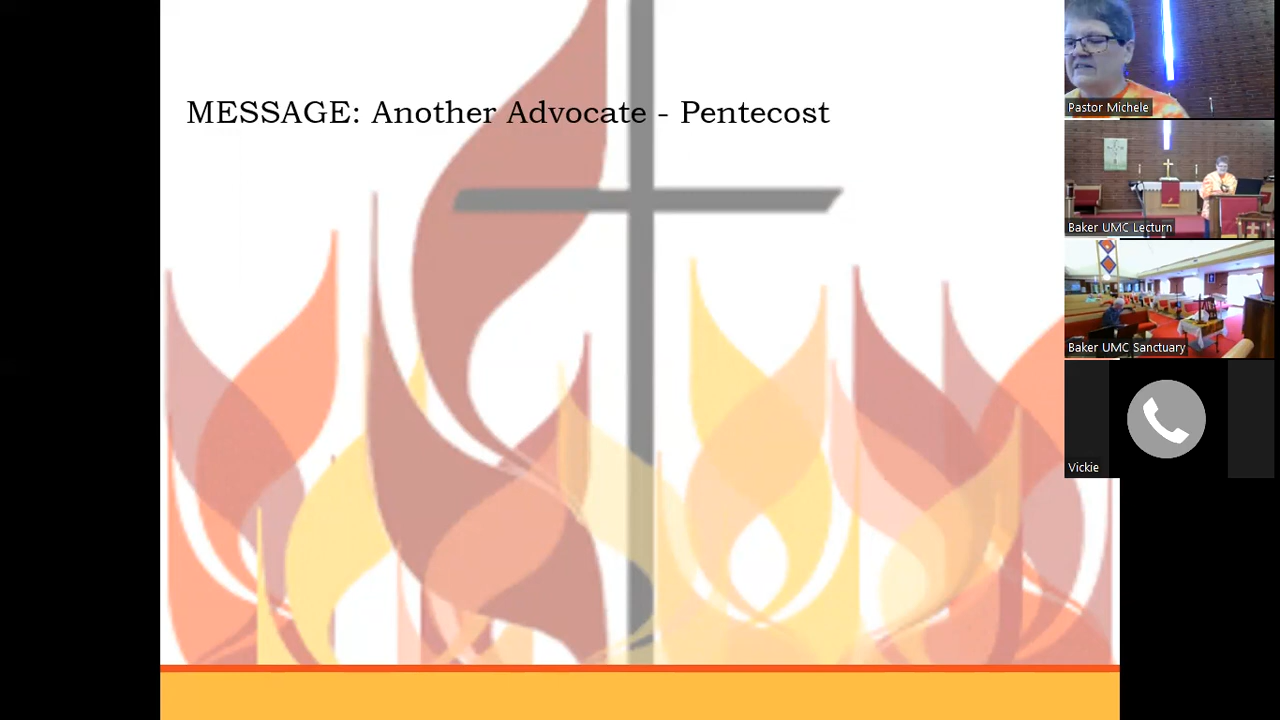 MESSAGE: Another Advocate - Pentecost
Pastor Michele
Baker UMC Lecturn
Baker UMC Sanctuary
Vickie